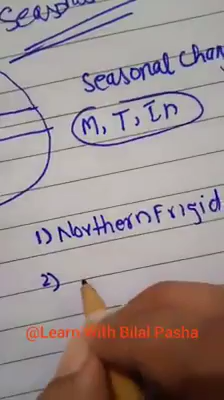 Seasonal Chan
M, T, In
1) Northern Frigid
2)
@Learn With Bilal Pasha